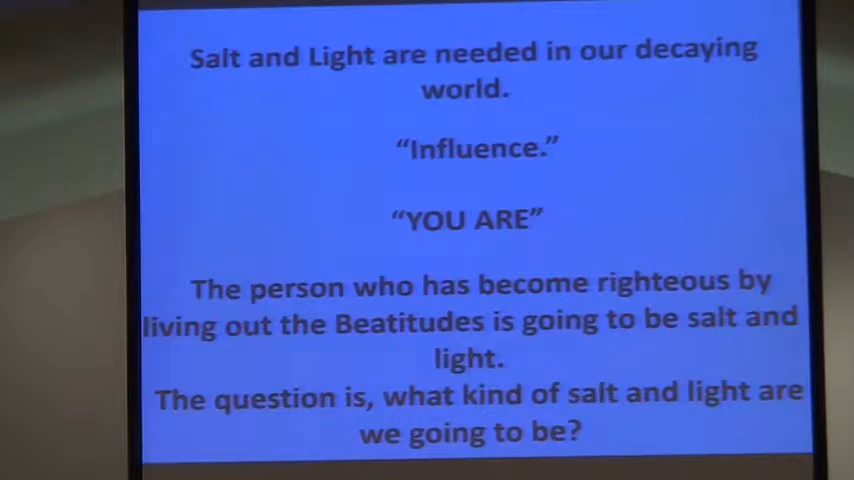 Salt and Light are needed in our decaying
world.
“Influence.”
“YOU ARE”
The person who has become righteous by
living out the Beatitudes is going to be salt and
light.
The question is, what kind of salt and light are
we going to be?